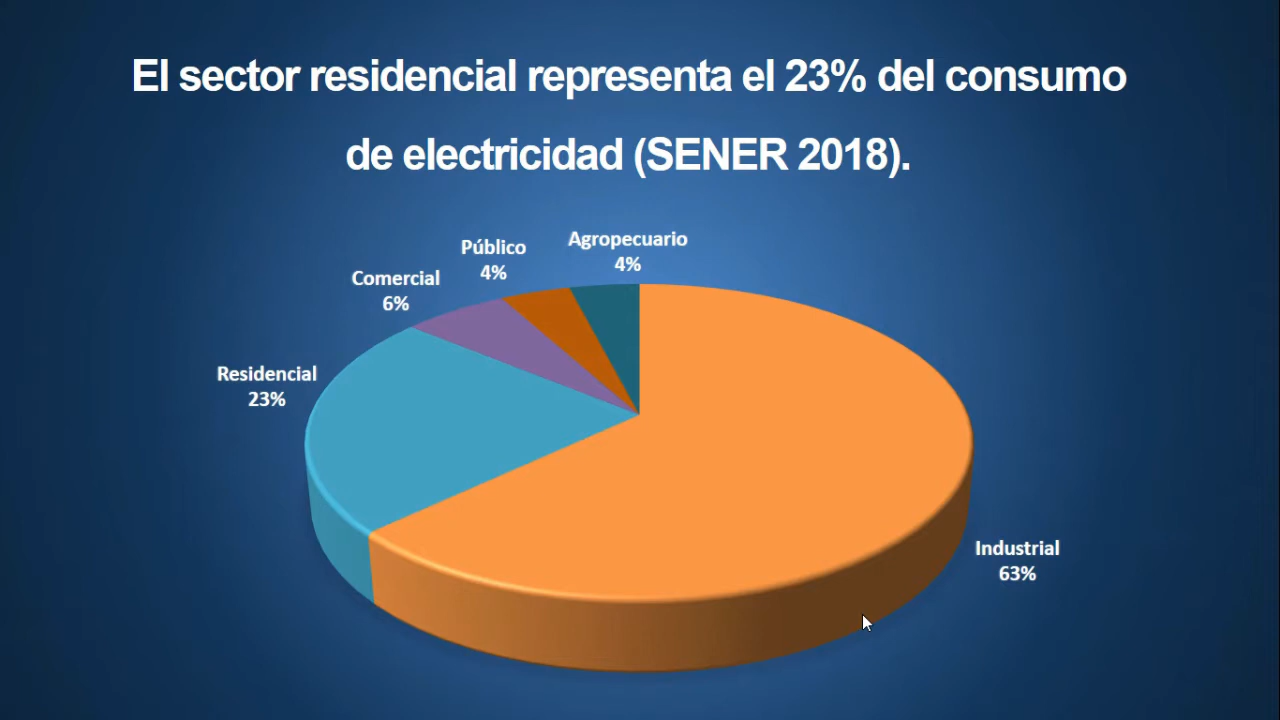 El sector residencial representa el 23% del consumo
de electricidad (SENER 2018).
Agropecuario
4%
Público
4%
Comercial
6%
Residencial
23%
Industrial
63%